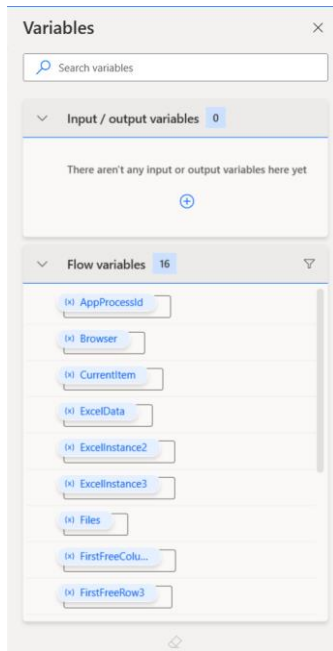 Variables
Search variables
Input / output variables 0
There aren't any input or output variables here yet
Flow variables 16
(x) AppProcessId
(x) Browser
(x) CurrentItem
(x) ExcelData
(x) ExcelInstance2
(x) ExcelInstance3
(x) Files
(x) FirstFreeColu...
(x) FirstFreeRow3